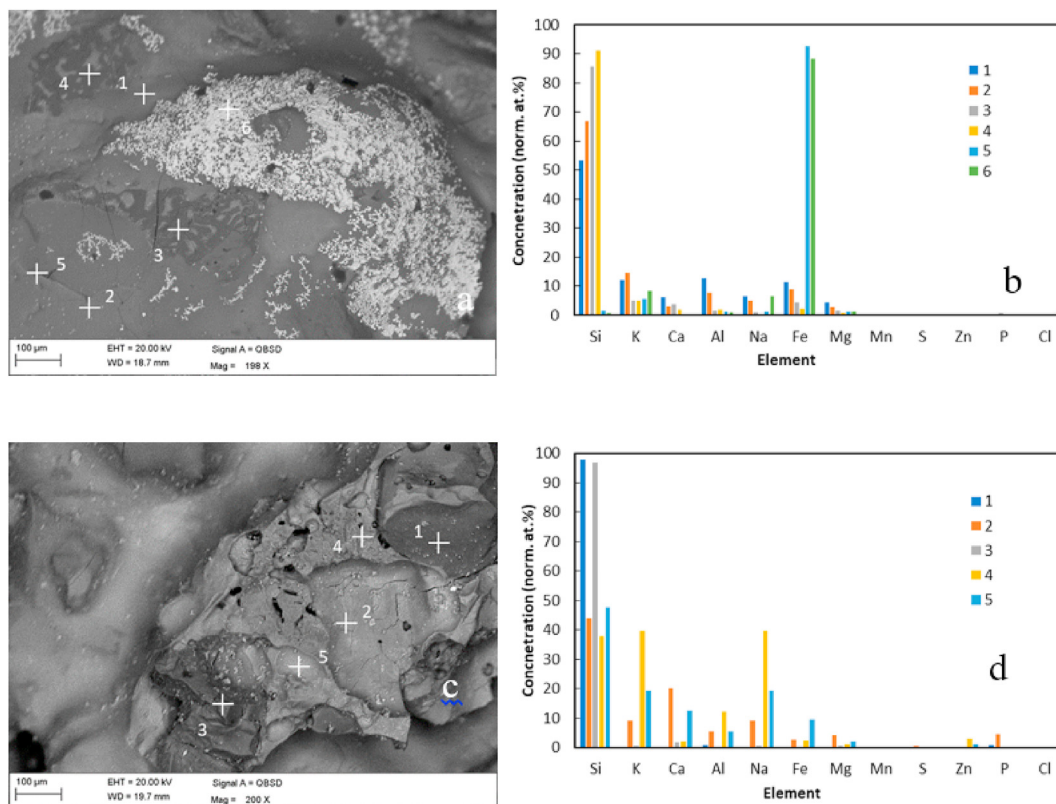 4
1
6
3
5
2
a
100 µm
EHT = 20.00 kV
Signal A = QBSD
WD = 18.7 mm
Mag = 198 X
100
90
80
70
60
50
40
30
20
10
0
Concnetration (norm. at.%)
1
2
3
4
5
6
b
Si K Ca Al Na Fe Mg Mn S Zn P Cl
Element
1
4
2
5
3
c
100 µm
EHT = 20.00 kV
Signal A = QBSD
WD = 19.7 mm
Mag = 200 X
100
90
80
70
60
50
40
30
20
10
0
Concnetration (norm. at.%)
1
2
3
4
5
d
Si K Ca Al Na Fe Mg Mn S Zn P Cl
Element